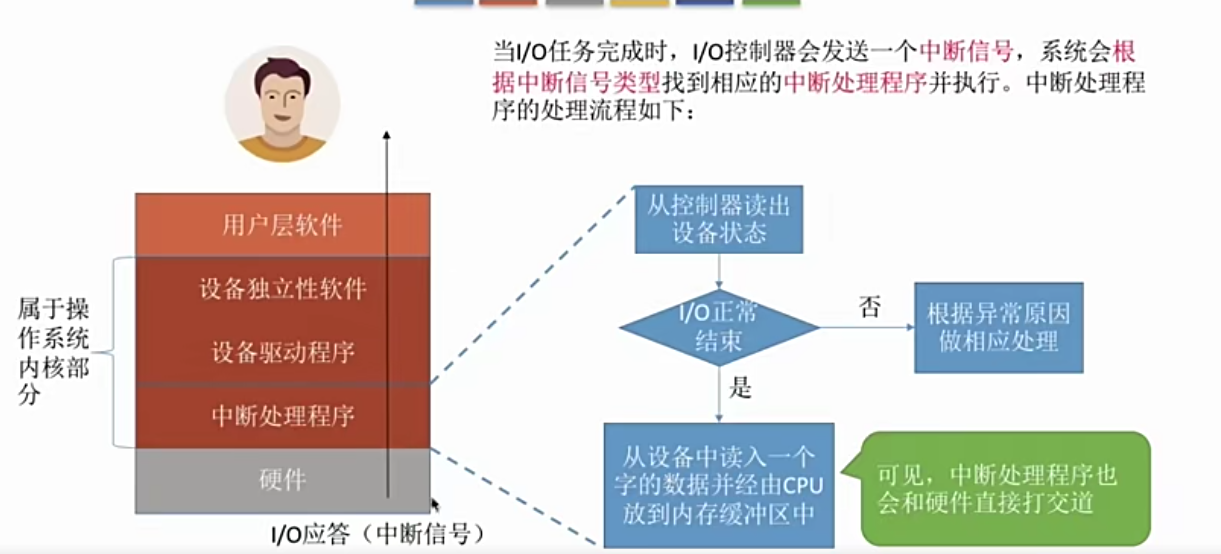 当I/O任务完成时，I/O控制器会发送一个中断信号，系统会根
据中断信号类型找到相应的中断处理程序并执行。中断处理程
序的处理流程如下：
用户层软件
设备独立性软件
设备驱动程序
中断处理程序
硬件
属于操
作系统
内核部
分
I/O应答（中断信号）
从控制器读出
设备状态
I/O正常
结束
否
根据异常原因
做相应处理
是
从设备中读入一个
字的数据并经由CPU
放到内存缓冲区中
可见，中断处理程序也
会和硬件直接打交道